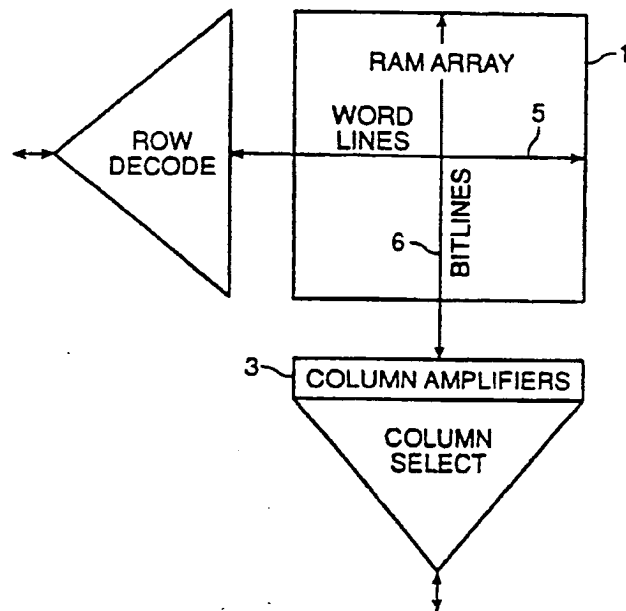 RAM ARRAY
1
WORD
LINES
5
ROW
DECODE
6
BITLINES
3
COLUMN AMPLIFIERS
COLUMN
SELECT